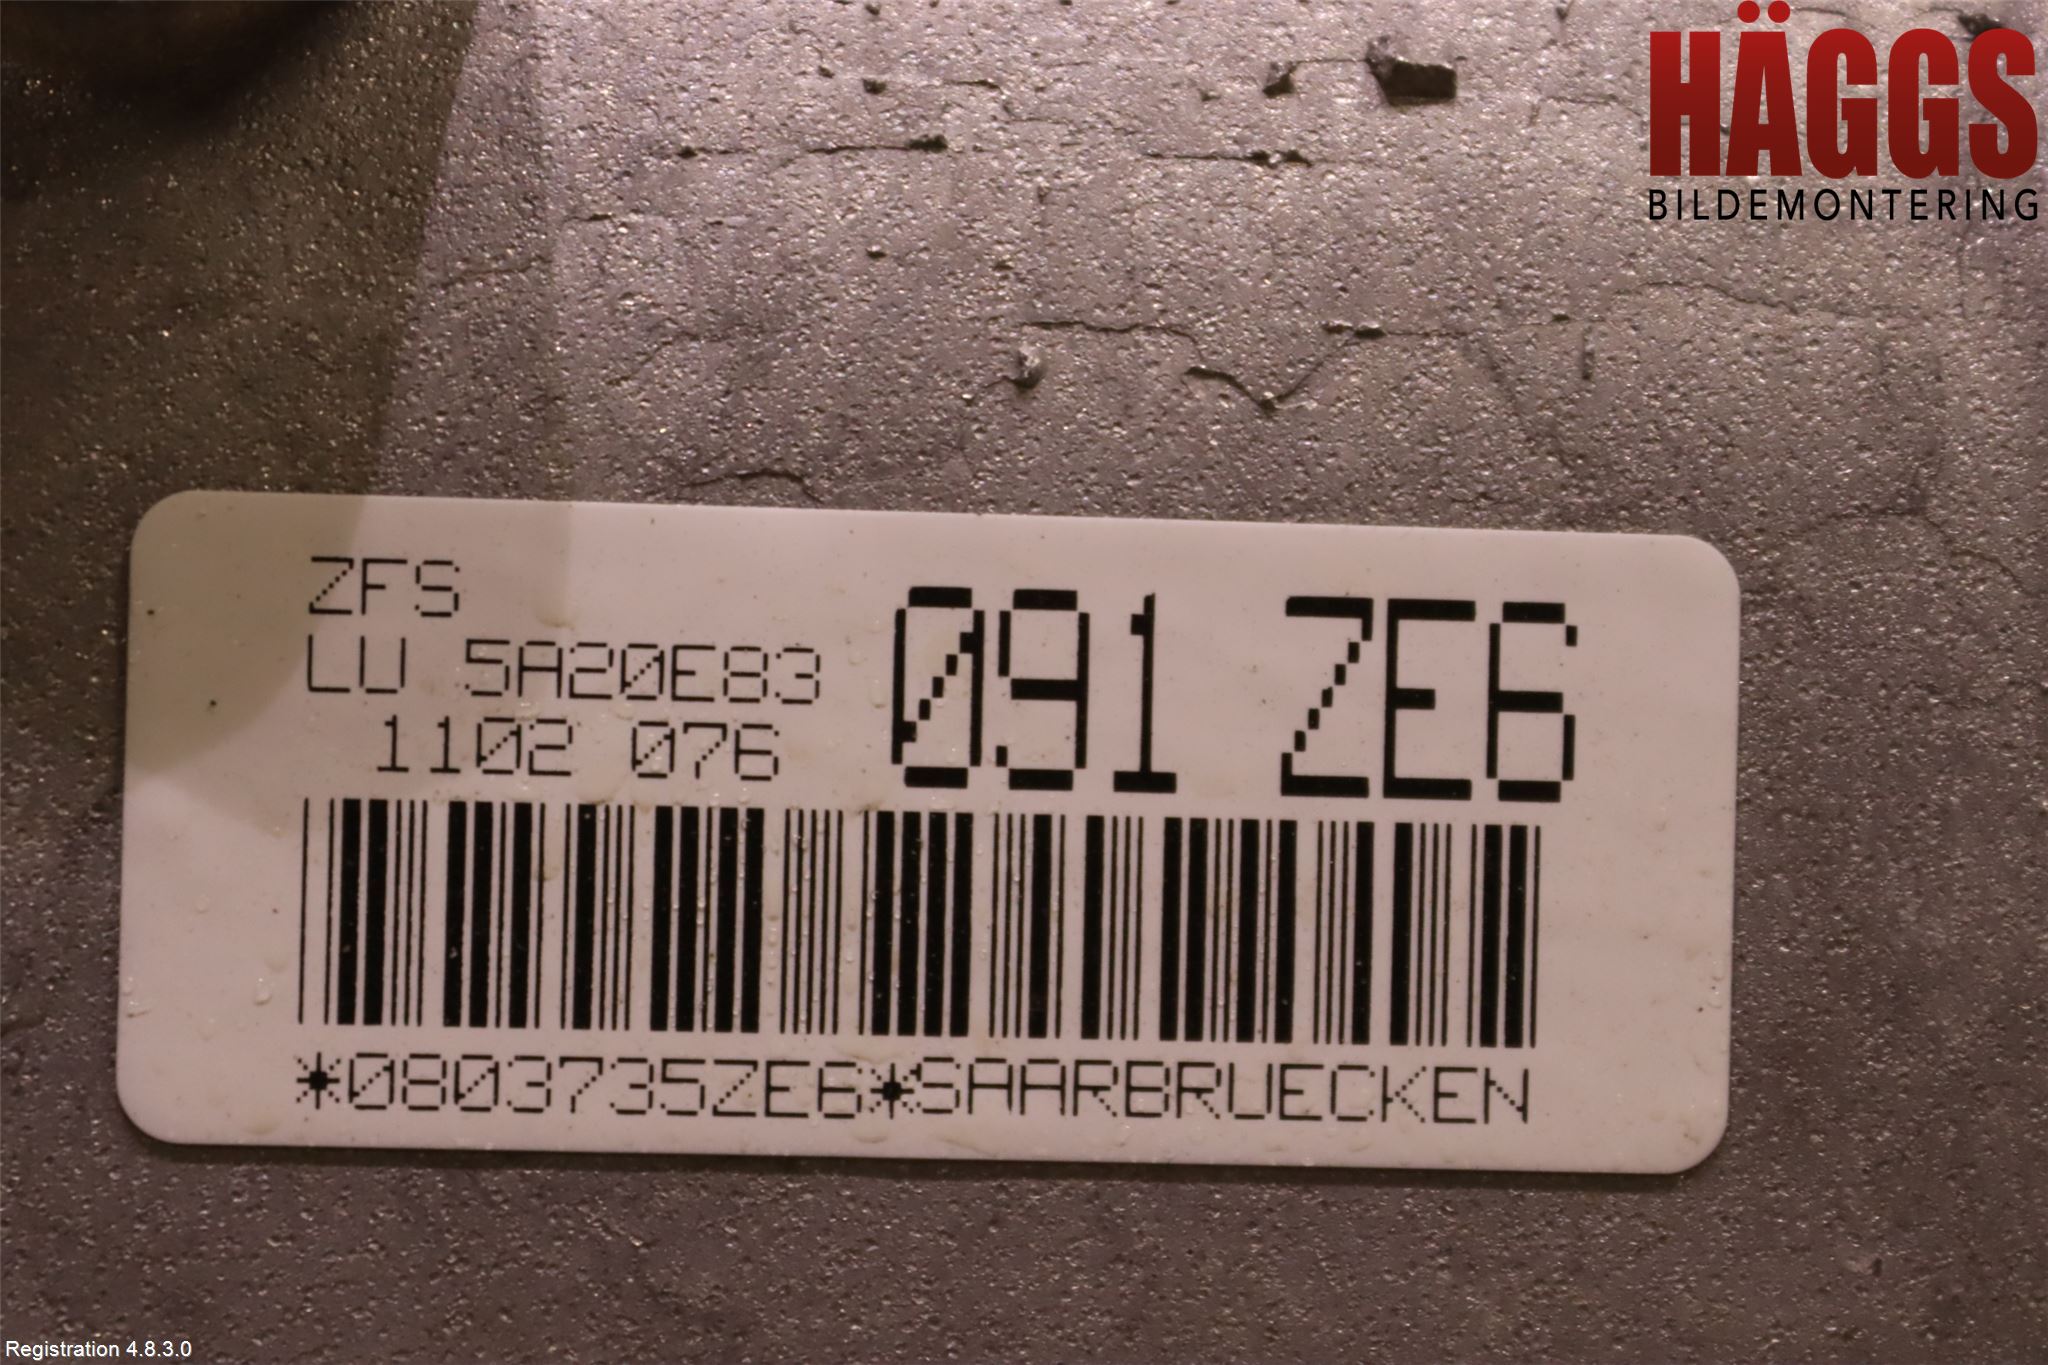 HÄGGS
BILDEMONTERING
ZFS
LU 5A20E83
1102 076
091 ZE6
*0803735ZE6*SAARBRUECKEN
Registration 4.8.3.0